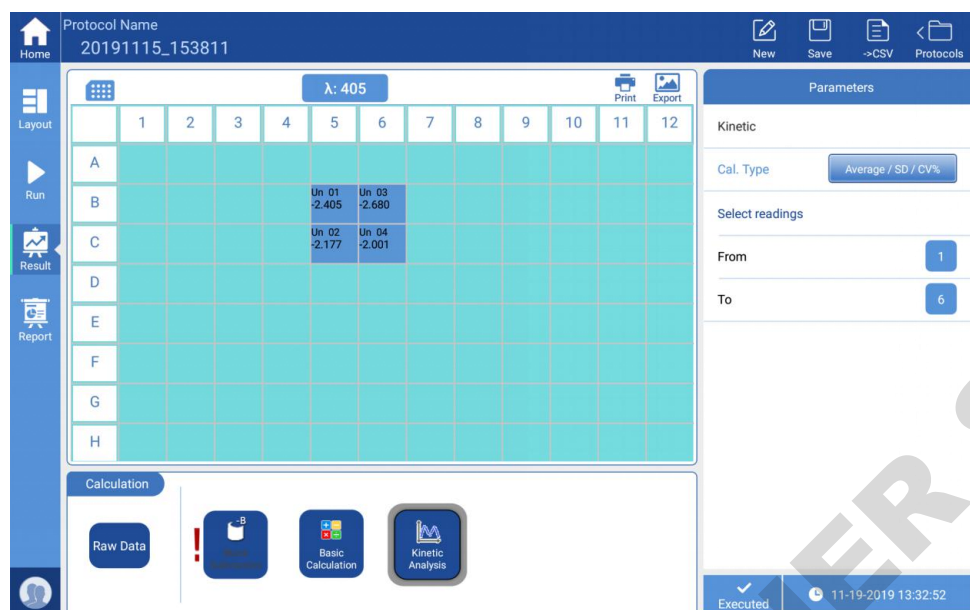 Protocol Name
20191115_153811
Home
New
Save
->CSV
Protocols
Layout
Run
Result
Report
λ: 405
Print
Export
1 2 3 4 5 6 7 8 9 10 11 12
A
B
C
D
E
F
G
H
Un 01
-2.405
Un 03
-2.680
Un 02
-2.177
Un 04
-2.001
Parameters
Kinetic
Cal. Type
Average / SD / CV%
Select readings
From
1
To
6
Calculation
Raw Data
!
-B
Basic
Calculation
Kinetic
Analysis
Executed
11-19-2019 13:32:52